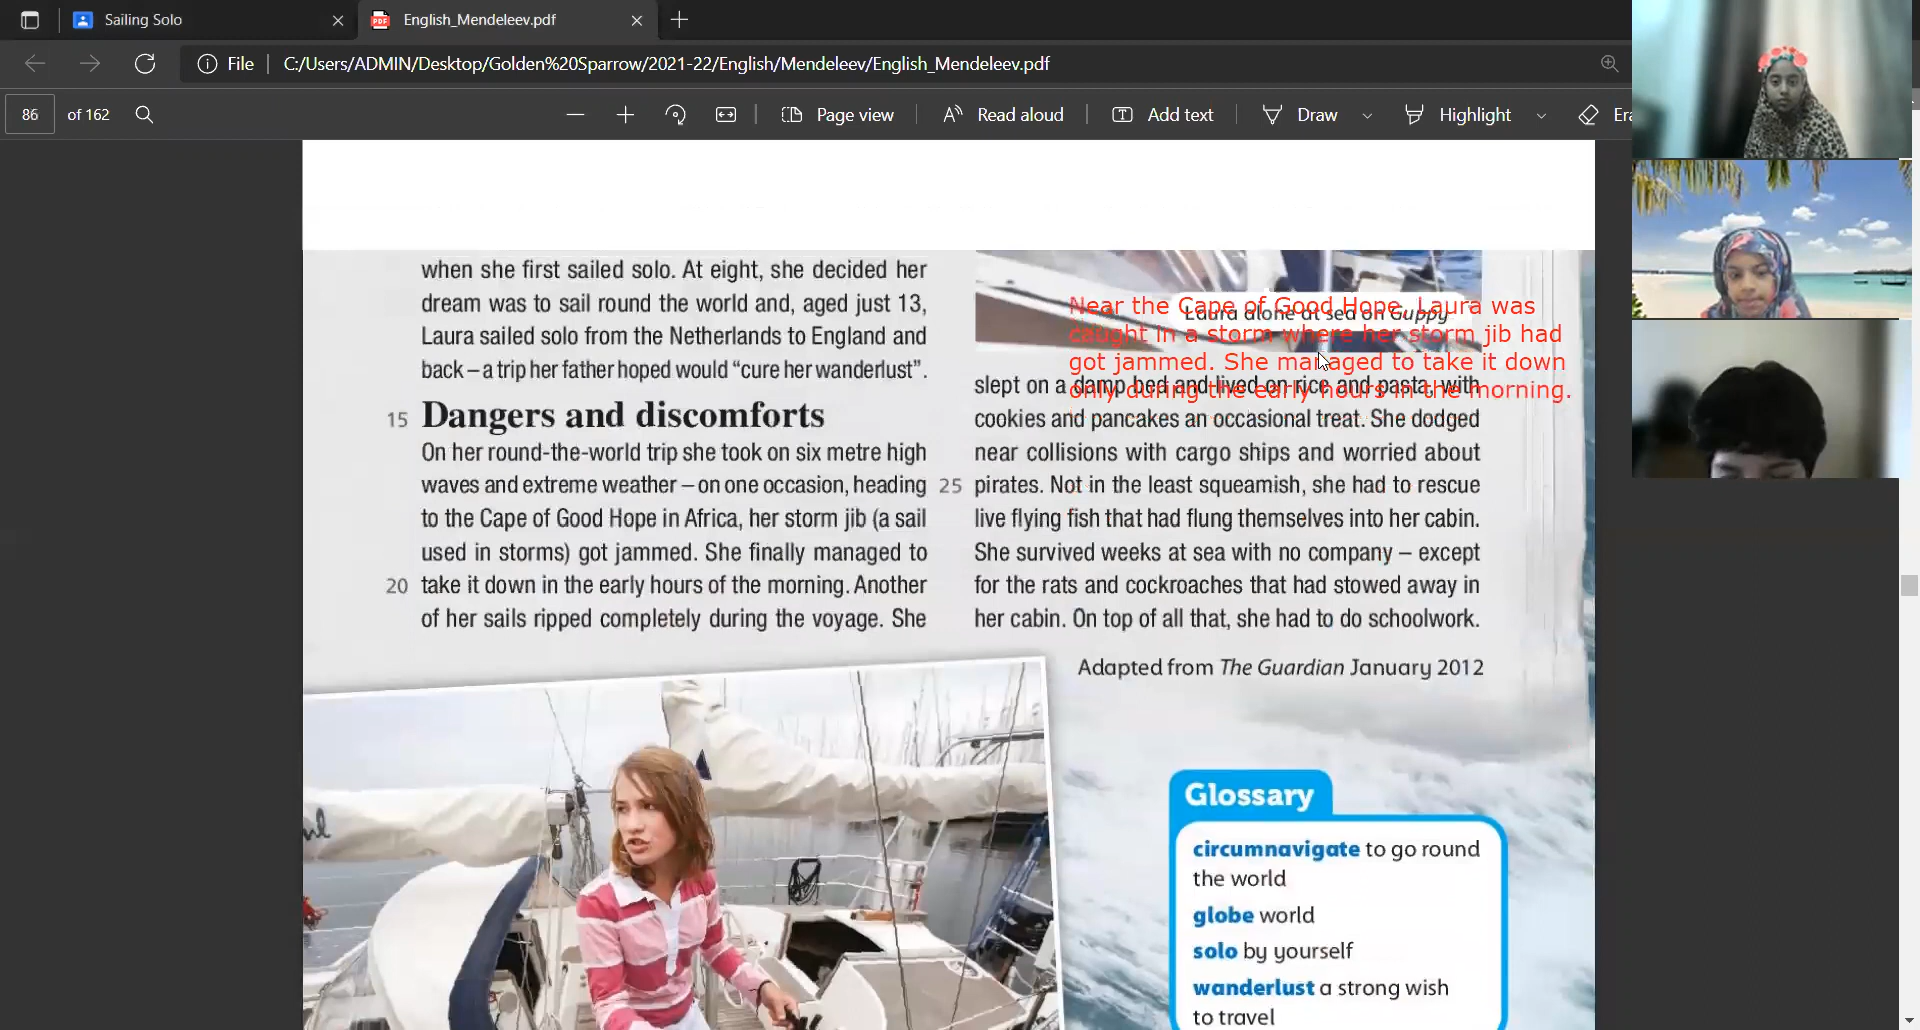 Sailing Solo
English_Mendeleev.pdf
File
C:/Users/ADMIN/Desktop/Golden%20Sparrow/2021-22/English/Mendeleev/English_Mendeleev.pdf
86 of 162
Page view
Read aloud
Add text
Draw
Highlight
Era
when she first sailed solo. At eight, she decided her
dream was to sail round the world and, aged just 13,
Laura sailed solo from the Netherlands to England and
back – a trip her father hoped would "cure her wanderlust".
15 Dangers and discomforts
On her round-the-world trip she took on six metre high
waves and extreme weather – on one occasion, heading
to the Cape of Good Hope in Africa, her storm jib (a sail
used in storms) got jammed. She finally managed to
20 take it down in the early hours of the morning. Another
of her sails ripped completely during the voyage. She
Near the Cape of Good Hope, Laura was
caught in a storm where her storm jib had
got jammed. She managed to take it down
only during the early hours in the morning.
Laura alone at sea on Guppy
slept on a damp bed and lived on rice and pasta, with
cookies and pancakes an occasional treat. She dodged
near collisions with cargo ships and worried about
25 pirates. Not in the least squeamish, she had to rescue
live flying fish that had flung themselves into her cabin.
She survived weeks at sea with no company – except
for the rats and cockroaches that had stowed away in
her cabin. On top of all that, she had to do schoolwork.
Adapted from The Guardian January 2012
Glossary
circumnavigate to go round
the world
globe world
solo by yourself
wanderlust a strong wish
to travel